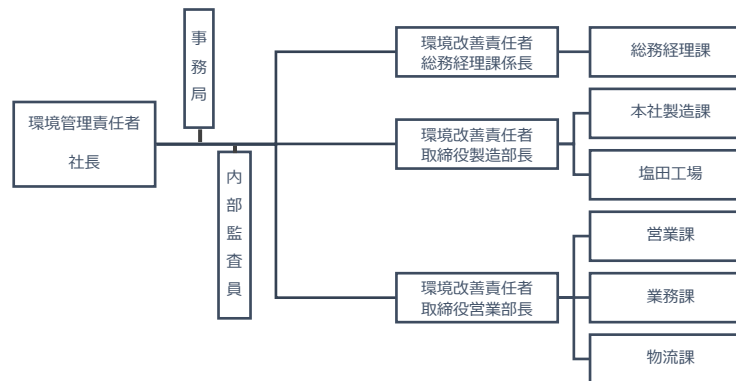 環境管理責任者
社長
事務局
内部監査員
環境改善責任者
総務経理課係長
総務経理課
環境改善責任者
取締役製造部長
本社製造課
塩田工場
環境改善責任者
取締役営業部長
営業課
業務課
物流課